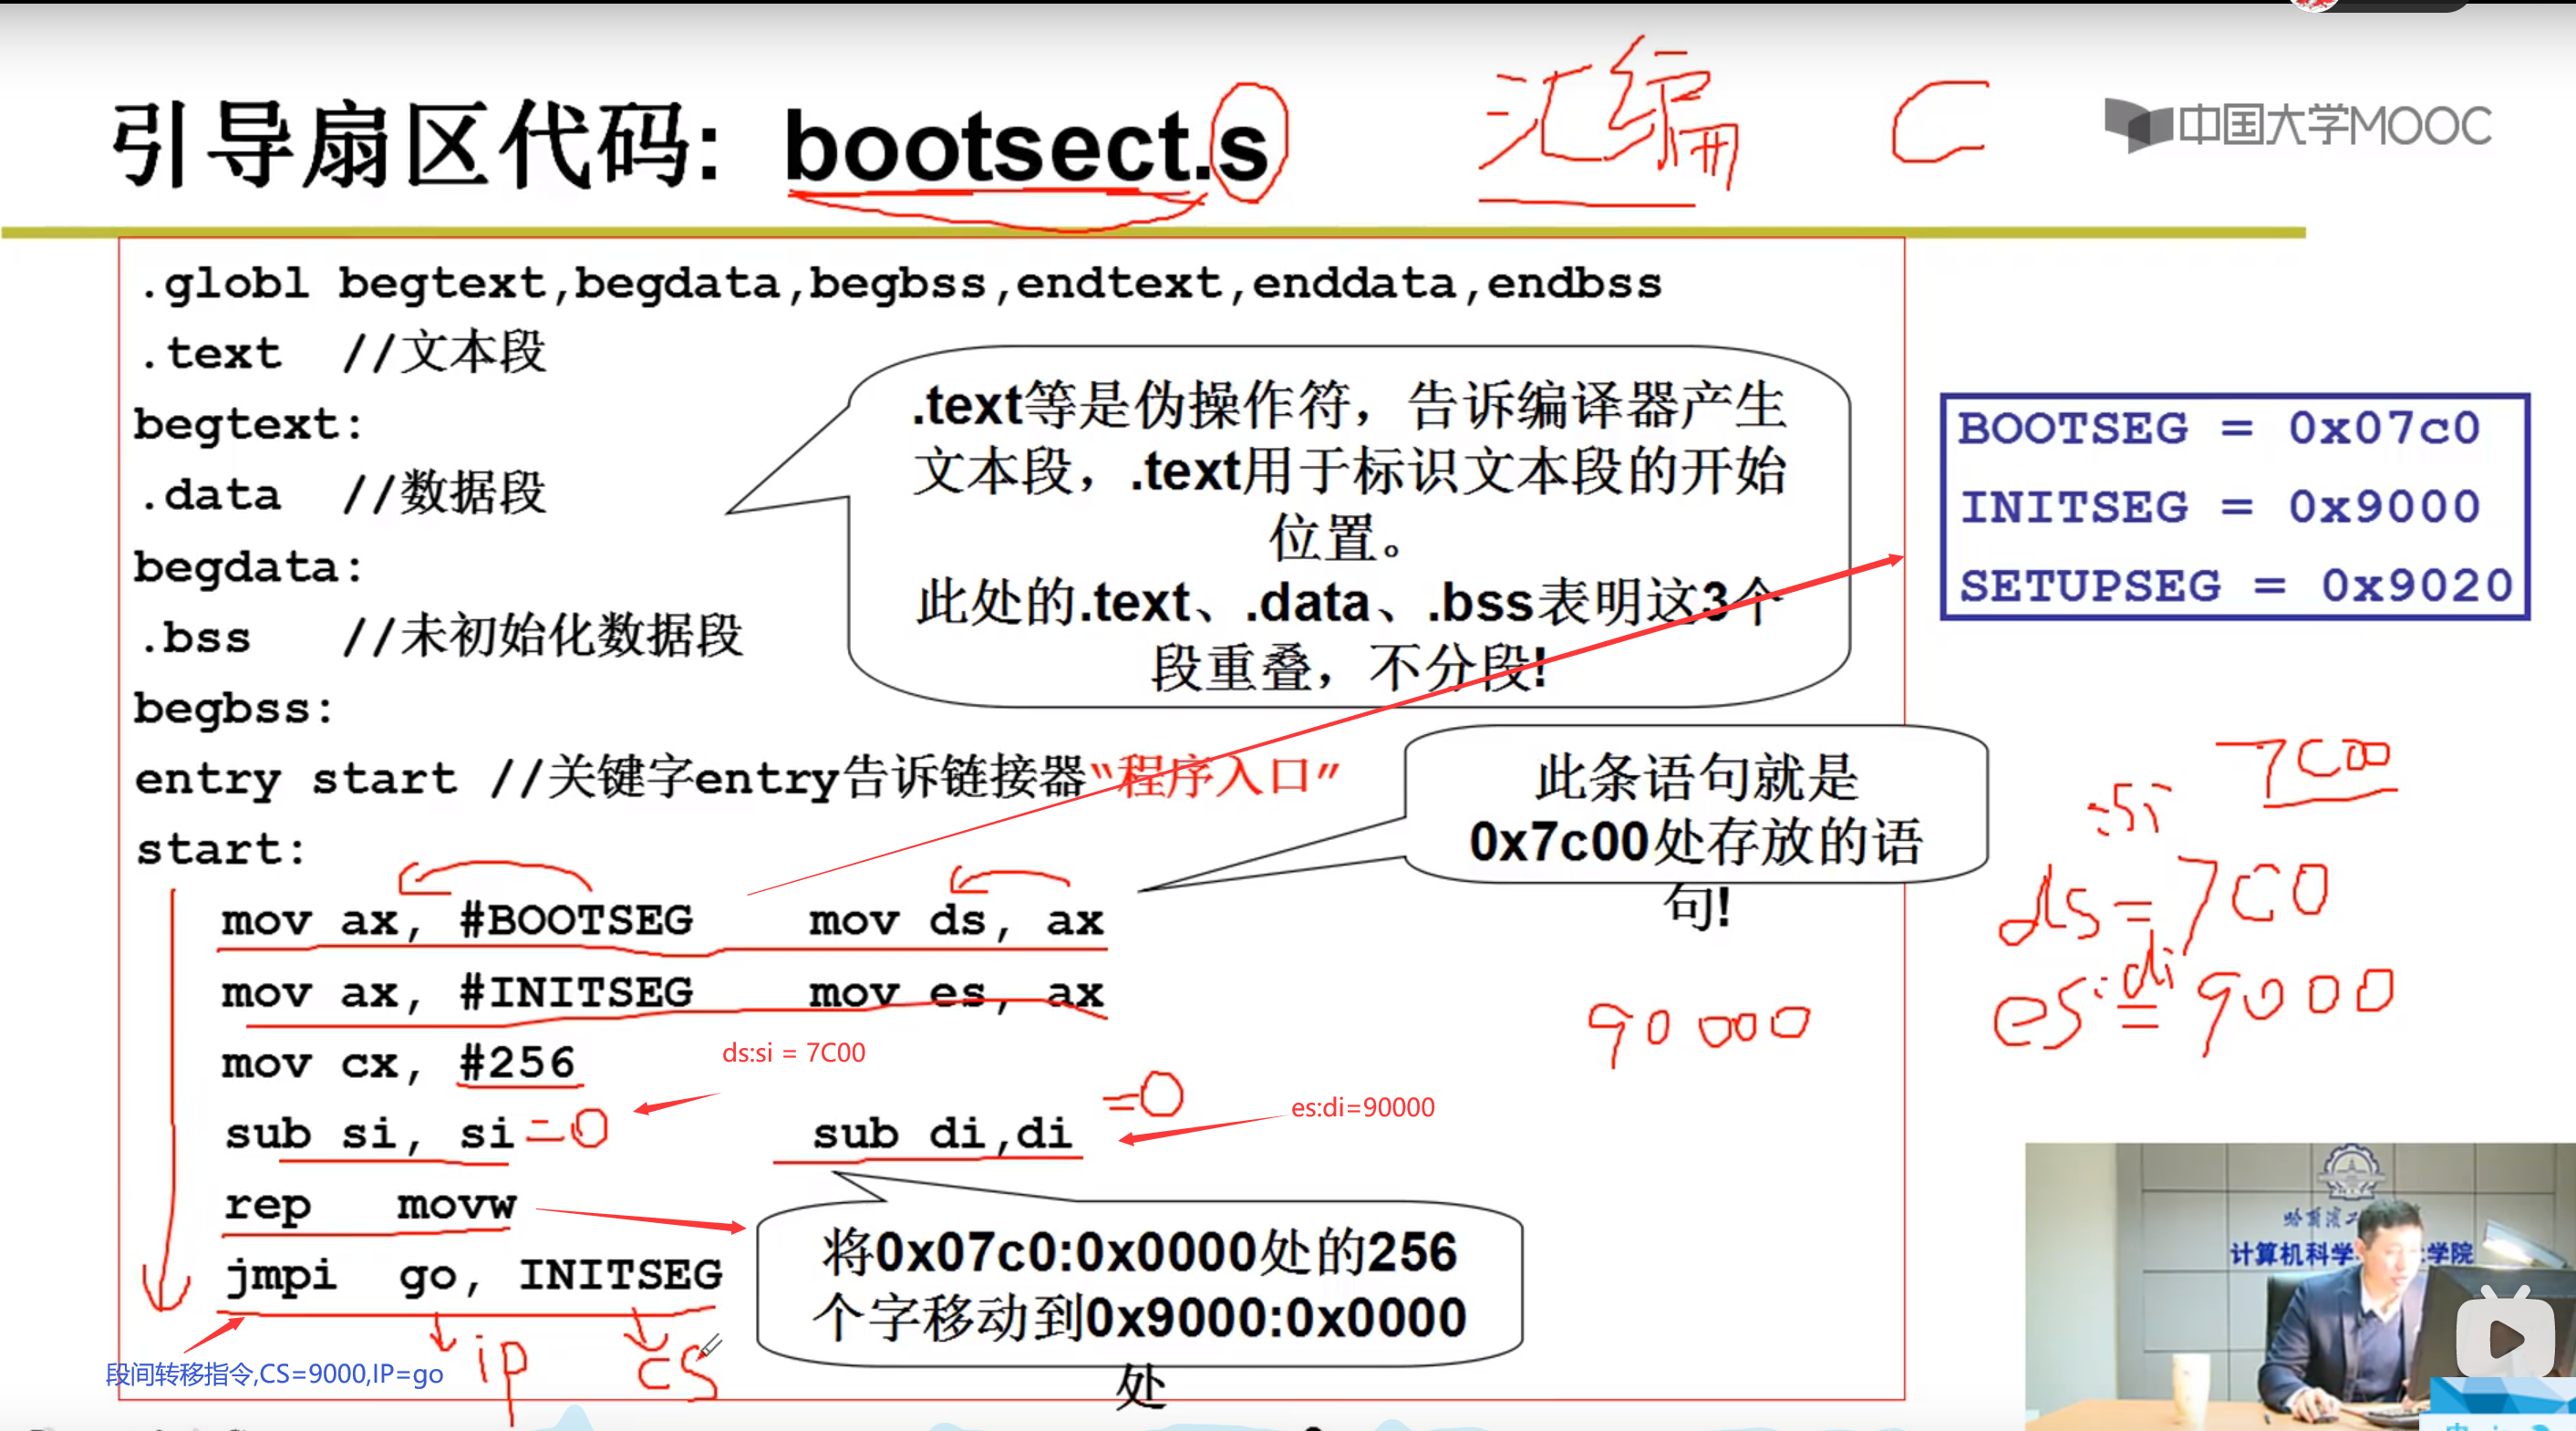 引导扇区代码: bootsect.s
汇编 C
中国大学MOOC
.globl begtext,begdata,begbss,endtext,enddata,endbss
.text //文本段
begtext:
.data //数据段
begdata:
.bss //未初始化数据段
begbss:
entry start //关键字entry告诉链接器“程序入口”
start:
mov ax, #BOOTSEG mov ds, ax
mov ax, #INITSEG mov es, ax
mov cx, #256
sub si, si =0 sub di,di =0
rep movw
jmpi go, INITSEG
ip cs
段间转移指令,CS=9000,IP=go
.text等是伪操作符，告诉编译器产生
文本段，.text用于标识文本段的开始
位置。
此处的.text、.data、.bss表明这3个
段重叠，不分段!
BOOTSEG = 0x07c0
INITSEG = 0x9000
SETUPSEG = 0x9020
此条语句就是
0x7c00处存放的语
句!
7c00
:si
ds=7c0
:di
es=9000
90000
ds:si = 7C00
es:di=90000
将0x07c0:0x0000处的256
个字移动到0x9000:0x0000
处
计算机科学
学院